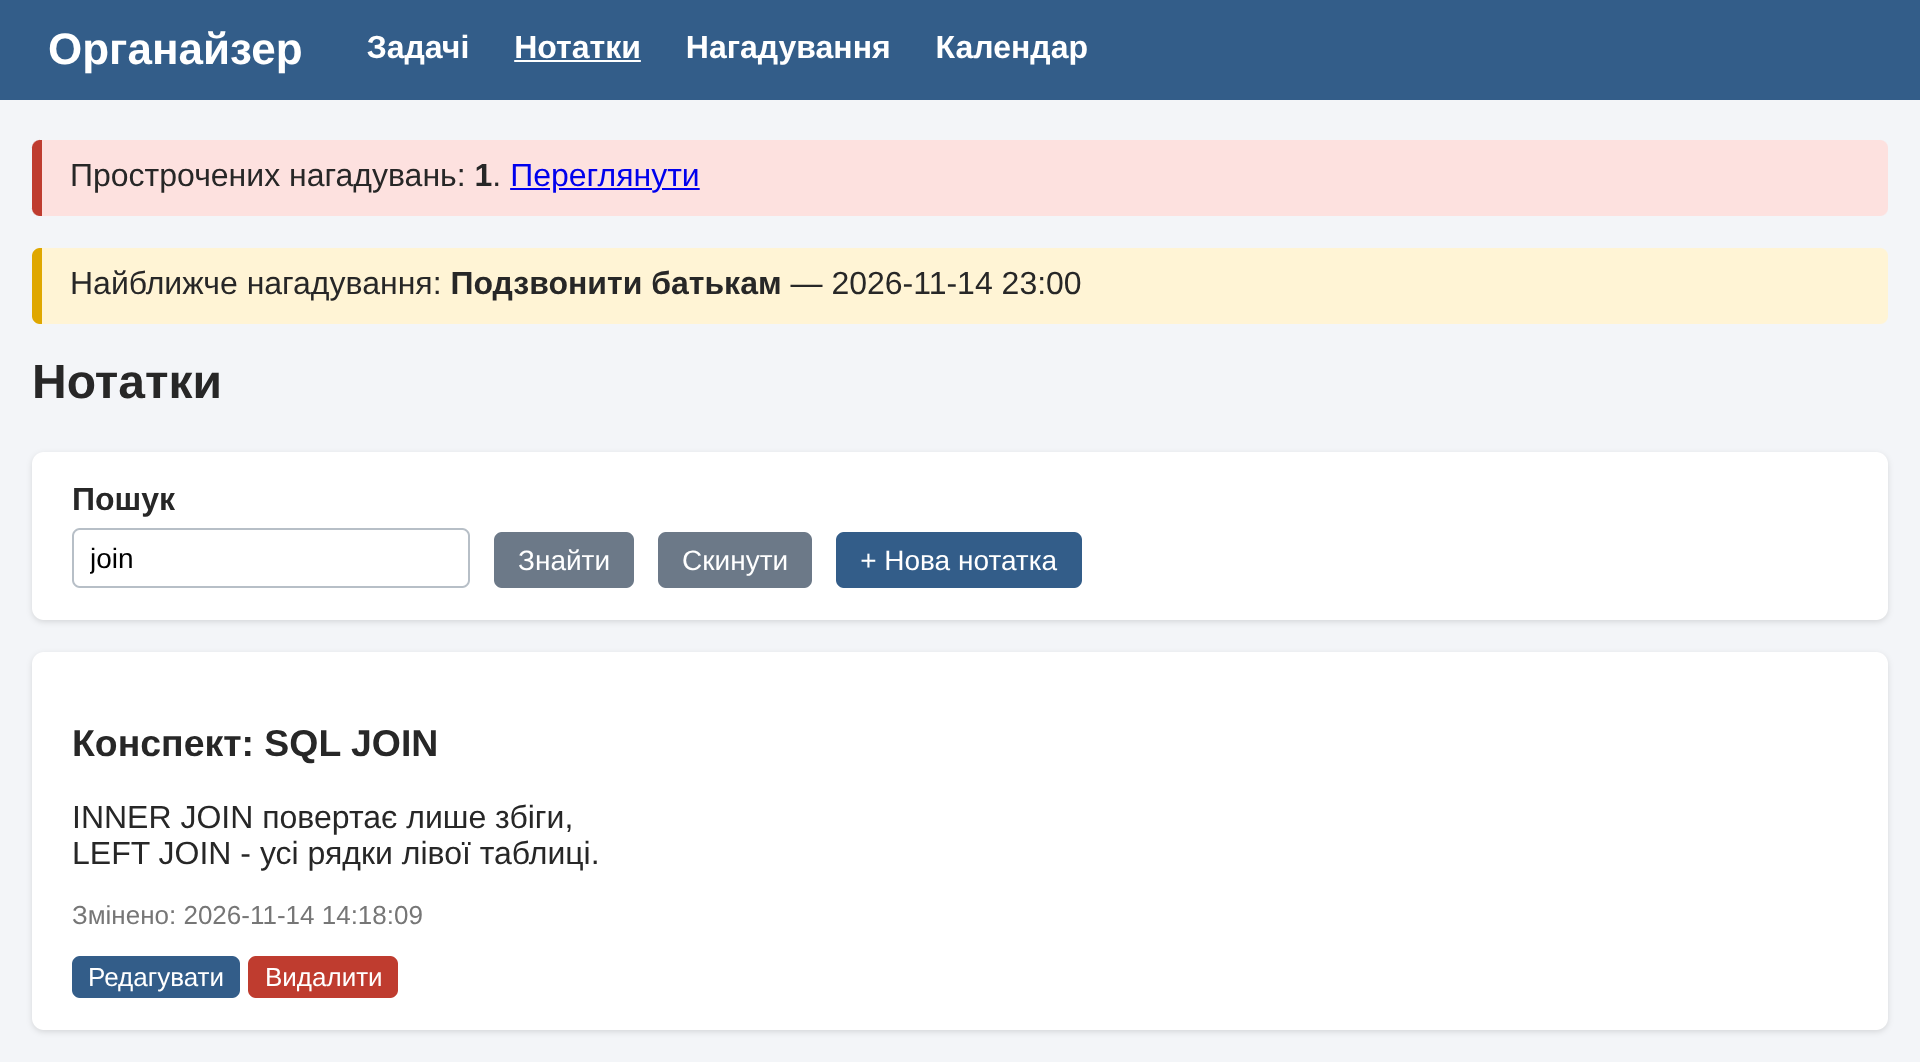 Органайзер Задачі Нотатки Нагадування Календар
Прострочених нагадувань: 1. Переглянути
Найближче нагадування: Подзвонити батькам — 2026-11-14 23:00
Нотатки
Пошук
join Знайти Скинути + Нова нотатка
Конспект: SQL JOIN
INNER JOIN повертає лише збіги,
LEFT JOIN - усі рядки лівої таблиці.
Змінено: 2026-11-14 14:18:09
Редагувати Видалити